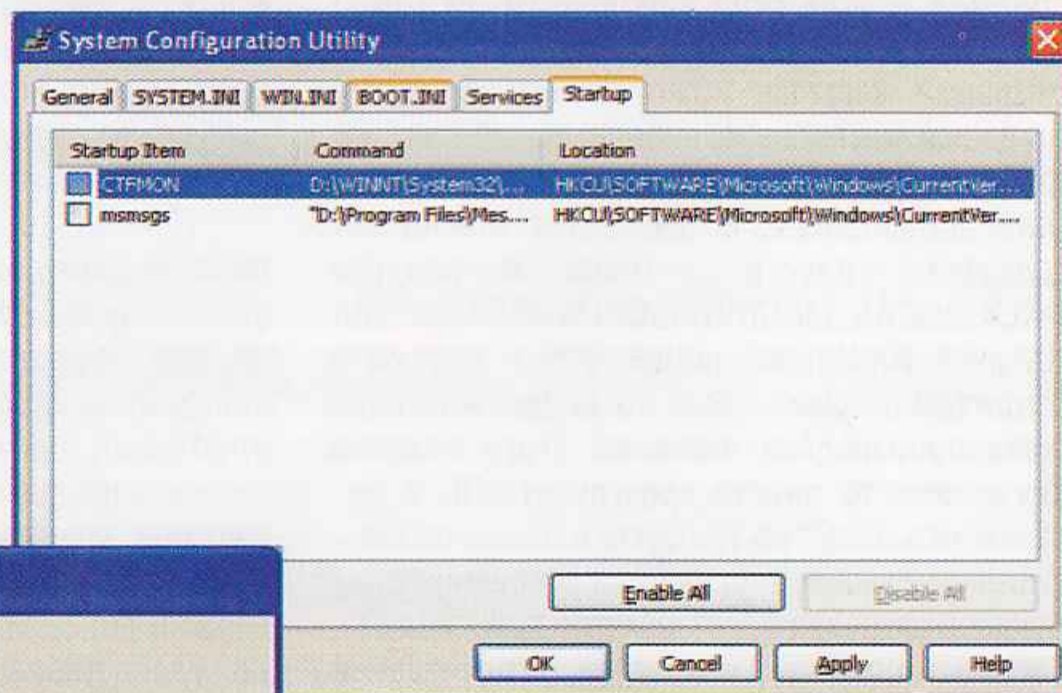 System Configuration Utility
General SYSTEM.INI WIN.INI BOOT.INI Services Startup
Startup Item Command Location
CTFMON D:\WINNT\System32\... HKCU\SOFTWARE\Microsoft\Windows\CurrentVer...
msmsgs "D:\Program Files\Mes.... HKCU\SOFTWARE\Microsoft\Windows\CurrentVer....
Enable All Disable All
OK Cancel Apply Help